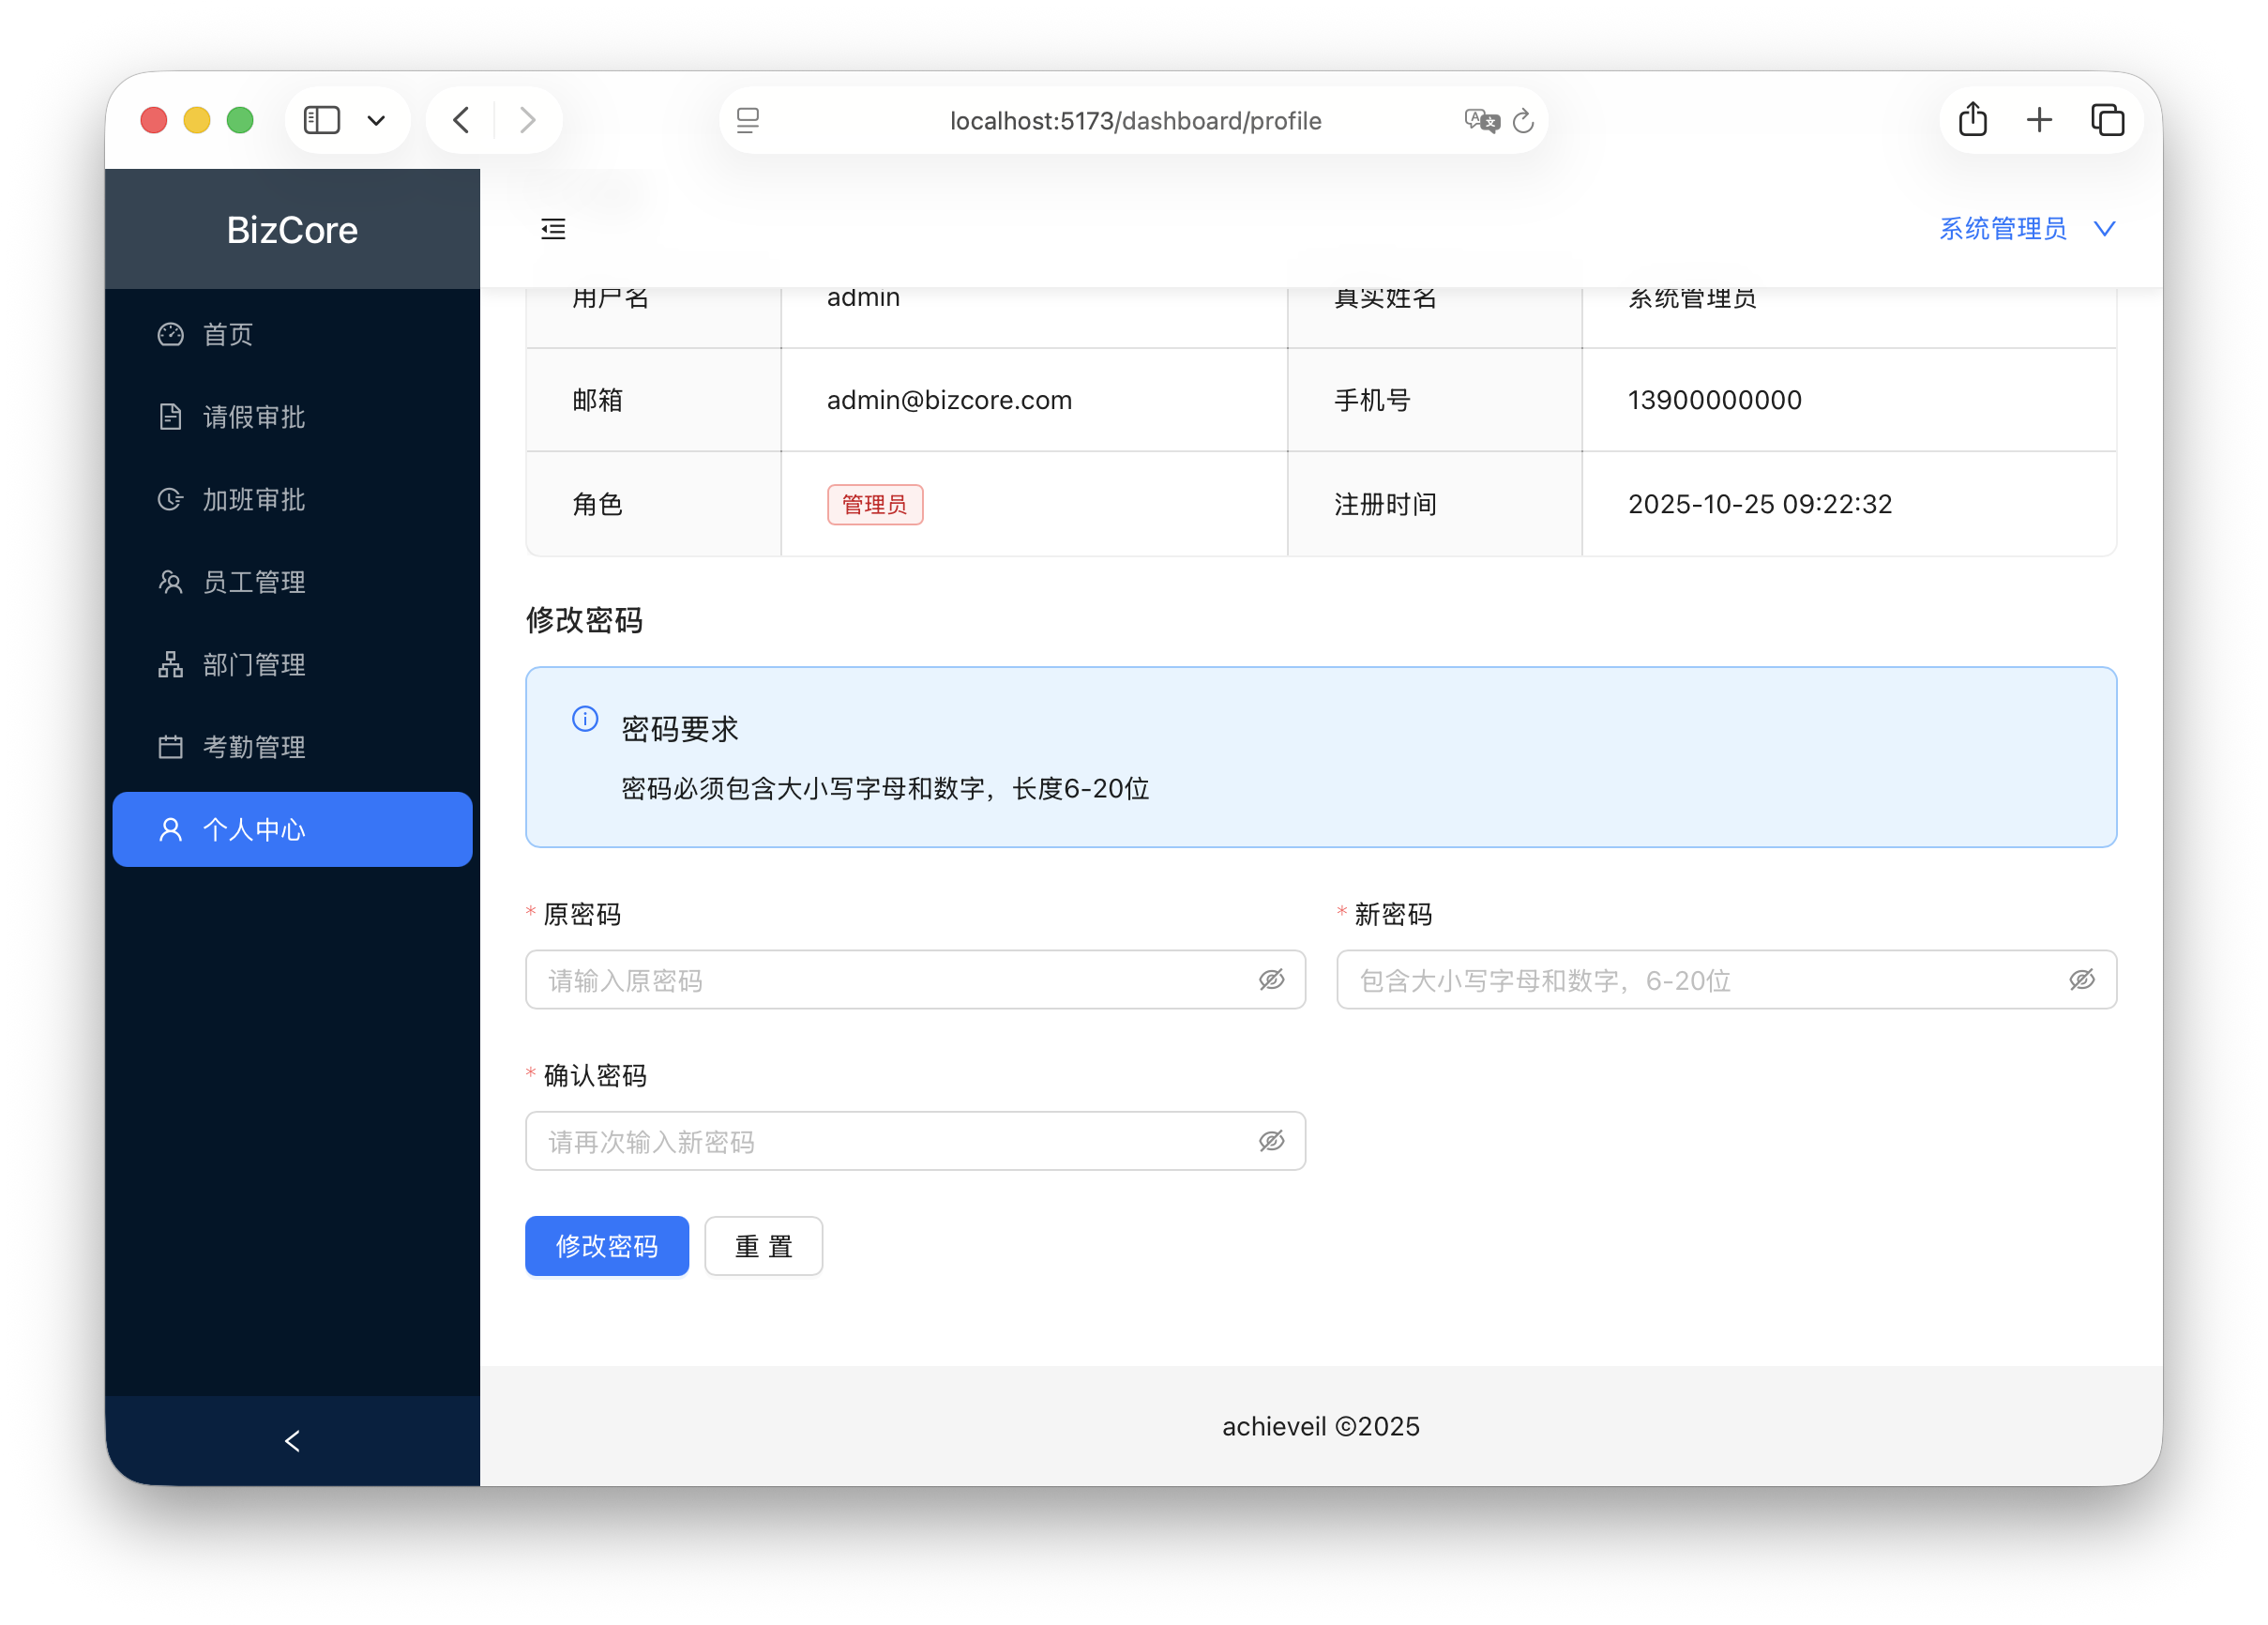 localhost:5173/dashboard/profile
BizCore
系统管理员
首页
请假审批
加班审批
员工管理
部门管理
考勤管理
个人中心
用户名 admin 真实姓名 系统管理员
邮箱 admin@bizcore.com 手机号 13900000000
角色 管理员 注册时间 2025-10-25 09:22:32
修改密码
密码要求
密码必须包含大小写字母和数字，长度6-20位
* 原密码 * 新密码
请输入原密码 包含大小写字母和数字，6-20位
* 确认密码
请再次输入新密码
修改密码 重 置
achieveil ©2025